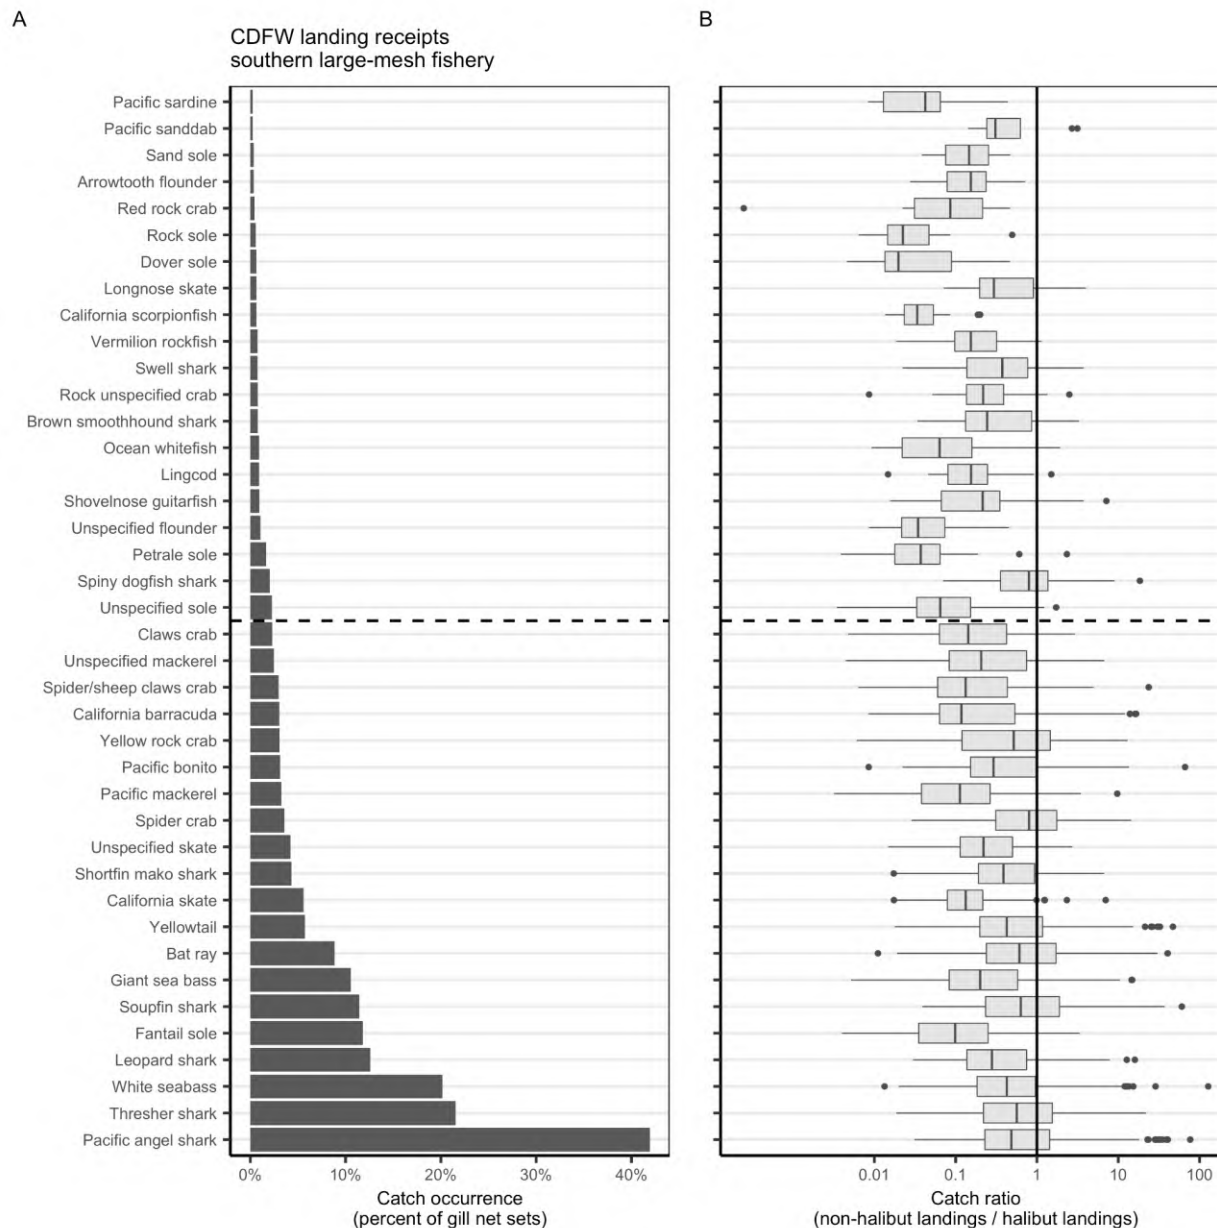 A
B
CDFW landing receipts
southern large-mesh fishery
Pacific sardine
Pacific sanddab
Sand sole
Arrowtooth flounder
Red rock crab
Rock sole
Dover sole
Longnose skate
California scorpionfish
Vermilion rockfish
Swell shark
Rock unspecified crab
Brown smoothhound shark
Ocean whitefish
Lingcod
Shovelnose guitarfish
Unspecified flounder
Petrale sole
Spiny dogfish shark
Unspecified sole
Claws crab
Unspecified mackerel
Spider/sheep claws crab
California barracuda
Yellow rock crab
Pacific bonito
Pacific mackerel
Spider crab
Unspecified skate
Shortfin mako shark
California skate
Yellowtail
Bat ray
Giant sea bass
Soupfin shark
Fantail sole
Leopard shark
White seabass
Thresher shark
Pacific angel shark
0% 10% 20% 30% 40%
Catch occurrence
(percent of gill net sets)
0.01 0.1 1 10 100
Catch ratio
(non-halibut landings / halibut landings)